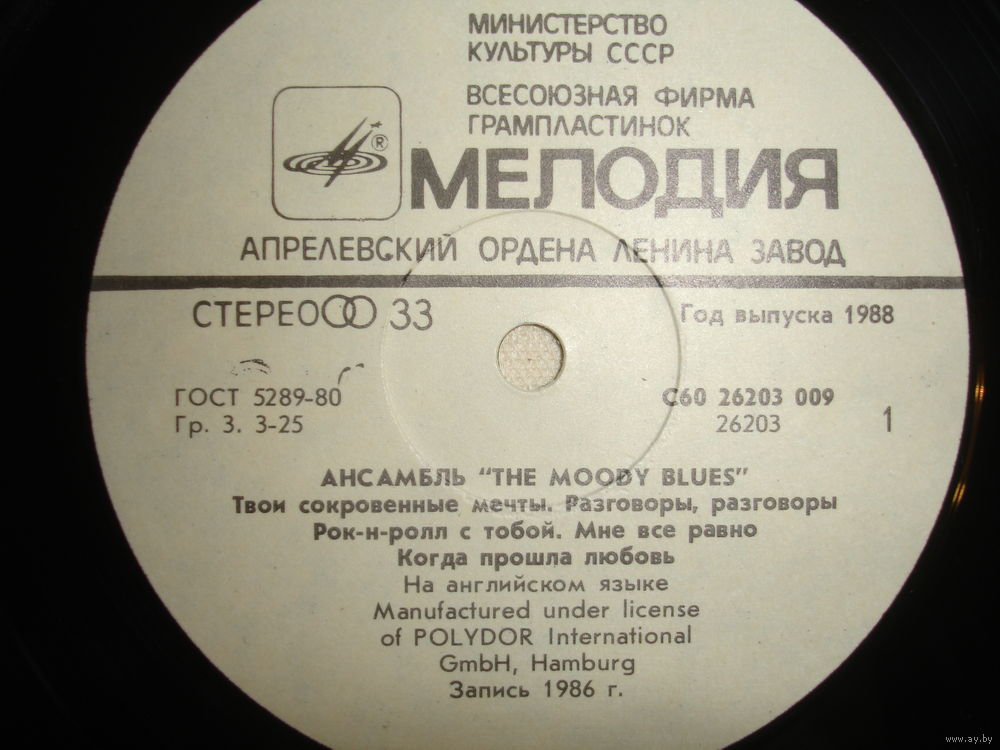 МИНИСТЕРСТВО
КУЛЬТУРЫ СССР
ВСЕСОЮЗНАЯ ФИРМА
ГРАМПЛАСТИНОК
®
МЕЛОДИЯ
АПРЕЛЕВСКИЙ ОРДЕНА ЛЕНИНА ЗАВОД
СТЕРЕО 33
Год выпуска 1988
ГОСТ 5289-80
Гр. 3. 3-25
С60 26203 009
26203
1
АНСАМБЛЬ "THE MOODY BLUES"
Твои сокровенные мечты. Разговоры, разговоры
Рок-н-ролл с тобой. Мне все равно
Когда прошла любовь
На английском языке
Manufactured under license
of POLYDOR International
GmbH, Hamburg
Запись 1986 г.
www.ay.by